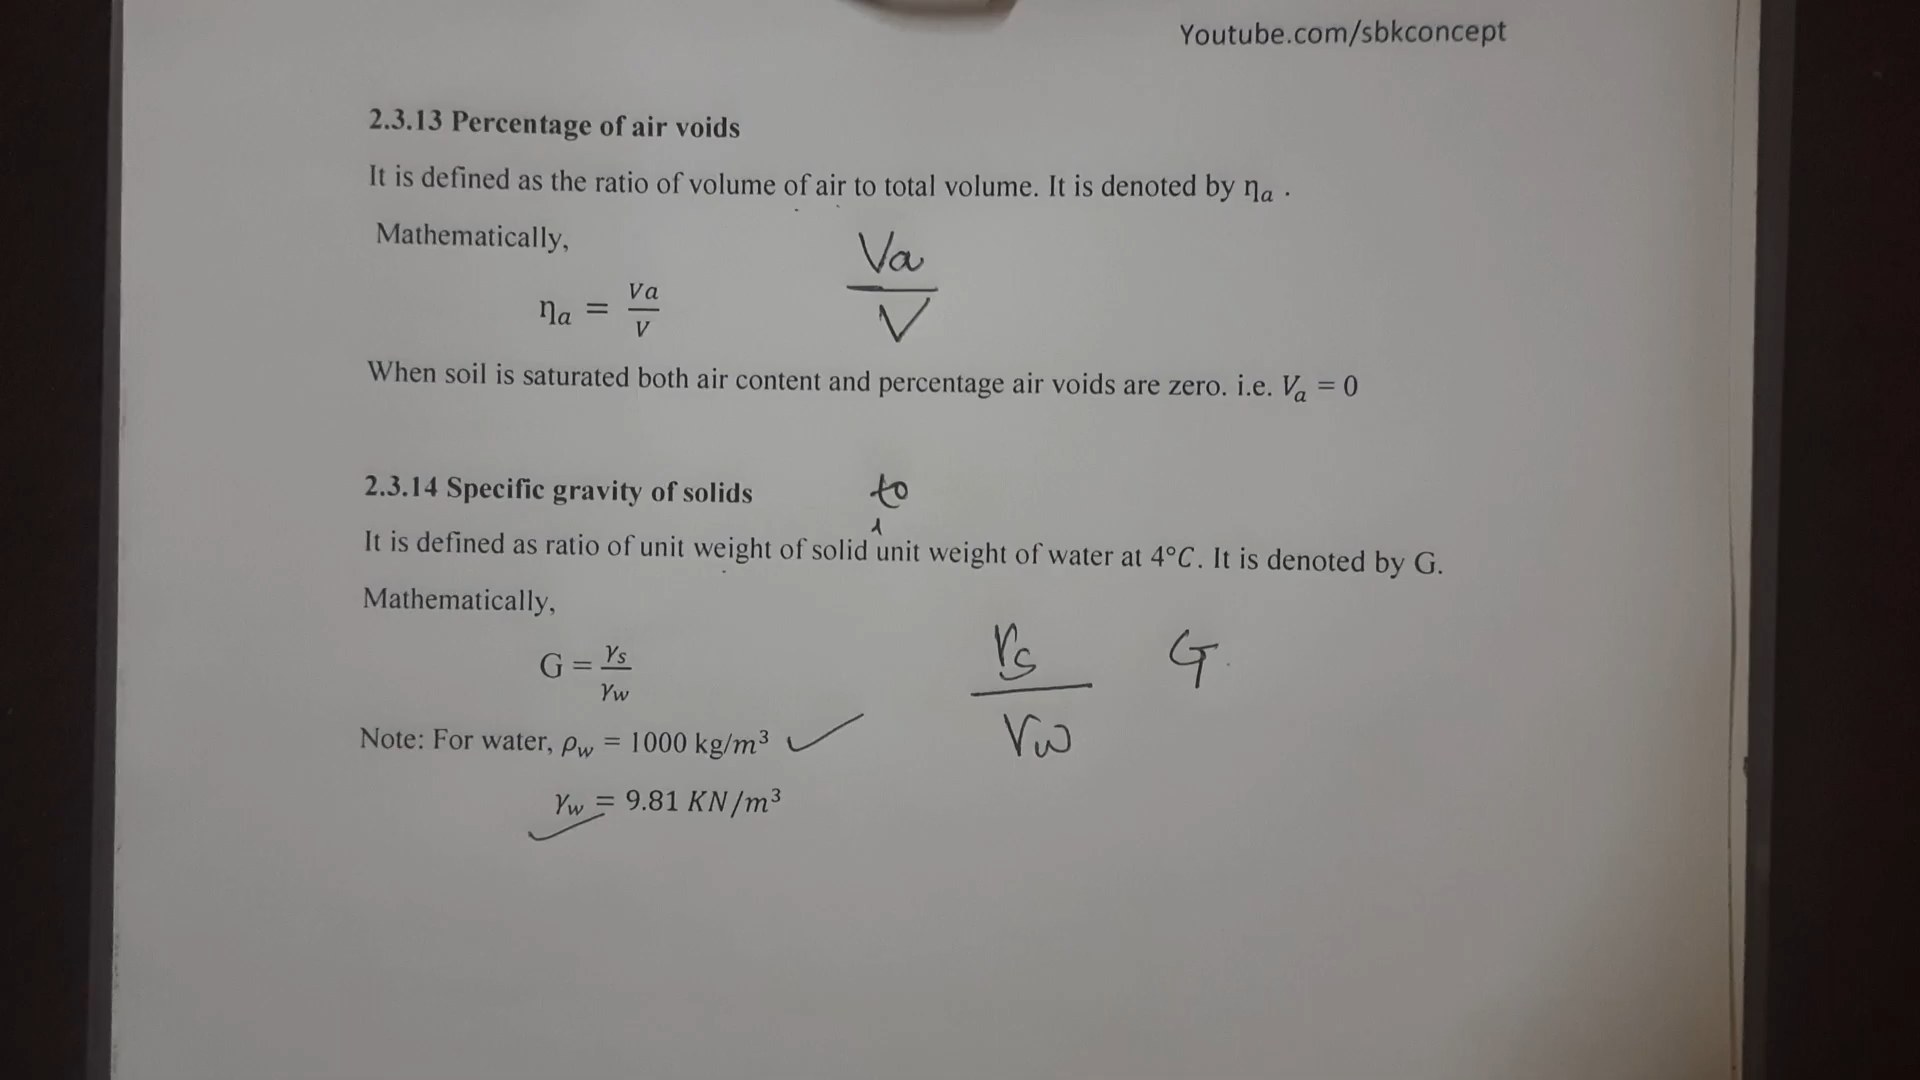 Youtube.com/sbkconcept
2.3.13 Percentage of air voids
It is defined as the ratio of volume of air to total volume. It is denoted by ηa .
Mathematically,
Va
V
ηa = Va/V
When soil is saturated both air content and percentage air voids are zero. i.e. Va = 0
2.3.14 Specific gravity of solids
to
It is defined as ratio of unit weight of solid unit weight of water at 4°C. It is denoted by G.
Mathematically,
G = γs/γw
γs
γw
G
Note: For water, ρw = 1000 kg/m³
γw = 9.81 KN/m³